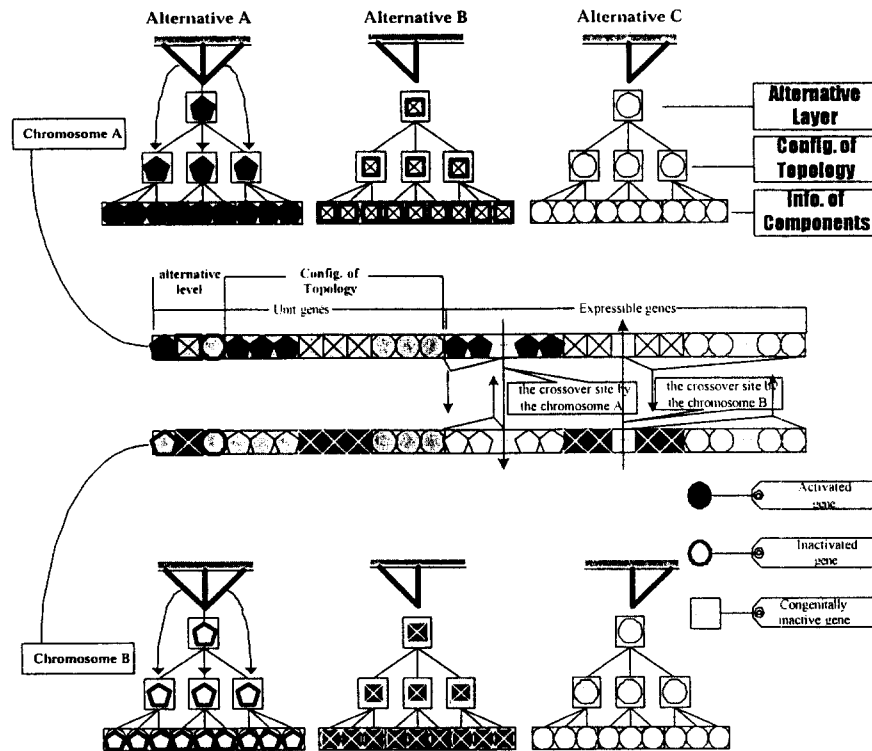 Alternative A
Alternative B
Alternative C
Chromosome A
Alternative
Layer
Config. of
Topology
Info. of
Components
alternative
level
Config. of
Topology
Unit genes
Expressible genes
the crossover site by
the chromosome A
the crossover site by
the chromosome B
Activated
gene
Inactivated
gene
Congenitally
inactive gene
Chromosome B